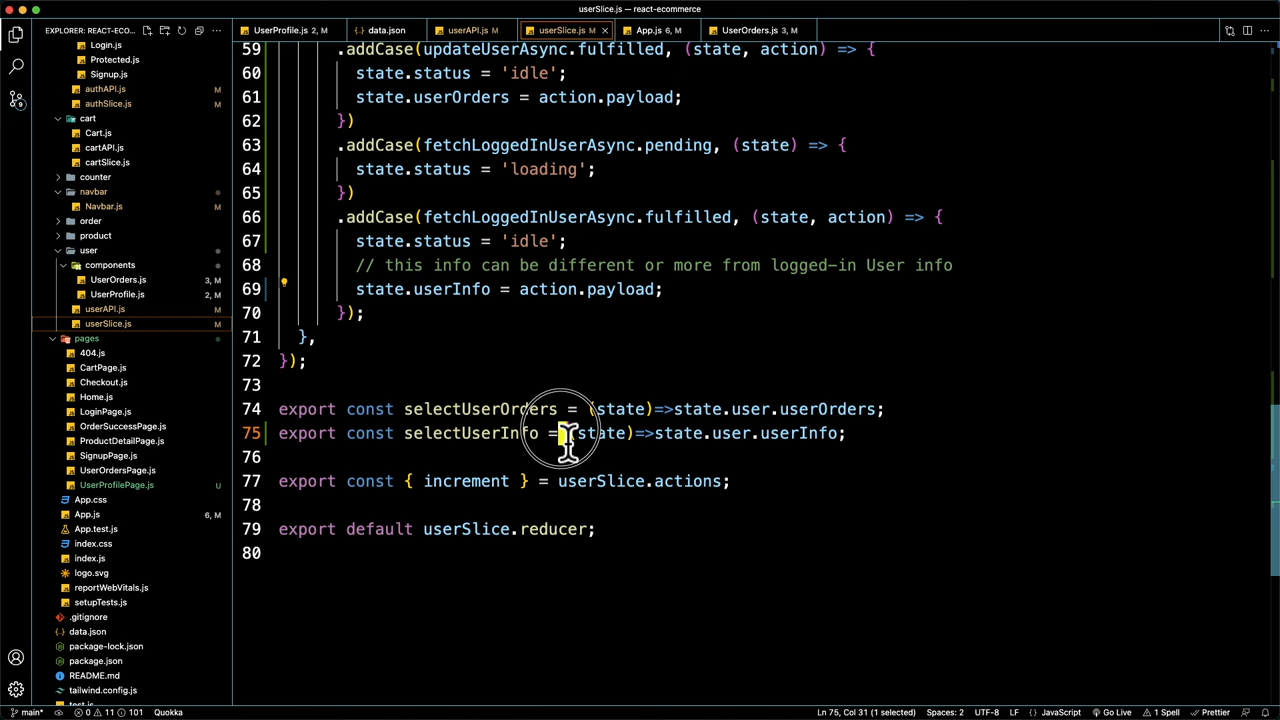 userSlice.js — react-ecommerce
EXPLORER: REACT-ECO...
Login.js
Protected.js
Signup.js
authAPI.js M
authSlice.js M
cart
Cart.js
cartAPI.js
cartSlice.js
counter
navbar
Navbar.js M
order
product
user
components
UserOrders.js 3, M
UserProfile.js 2, M
userAPI.js M
userSlice.js M
pages
404.js
CartPage.js
Checkout.js
Home.js
LoginPage.js
OrderSuccessPage.js
ProductDetailPage.js
SignupPage.js
UserOrdersPage.js
UserProfilePage.js U
App.css
App.js 6, M
App.test.js
index.css
index.js
logo.svg
reportWebVitals.js
setupTests.js
.gitignore
data.json
package-lock.json
package.json
README.md
tailwind.config.js
test.js
UserProfile.js 2, M
data.json
userAPI.js M
userSlice.js M
App.js 6, M
UserOrders.js 3, M
59 .addCase(updateUserAsync.fulfilled, (state, action) => {
60 state.status = 'idle';
61 state.userOrders = action.payload;
62 })
63 .addCase(fetchLoggedInUserAsync.pending, (state) => {
64 state.status = 'loading';
65 })
66 .addCase(fetchLoggedInUserAsync.fulfilled, (state, action) => {
67 state.status = 'idle';
68 // this info can be different or more from logged-in User info
69 state.userInfo = action.payload;
70 });
71 },
72 });
73
74 export const selectUserOrders = (state)=>state.user.userOrders;
75 export const selectUserInfo = (state)=>state.user.userInfo;
76
77 export const { increment } = userSlice.actions;
78
79 export default userSlice.reducer;
80
9
main* 0 11 101 Quokka Ln 75, Col 31 (1 selected) Spaces: 2 UTF-8 LF JavaScript Go Live 1 Spell Prettier